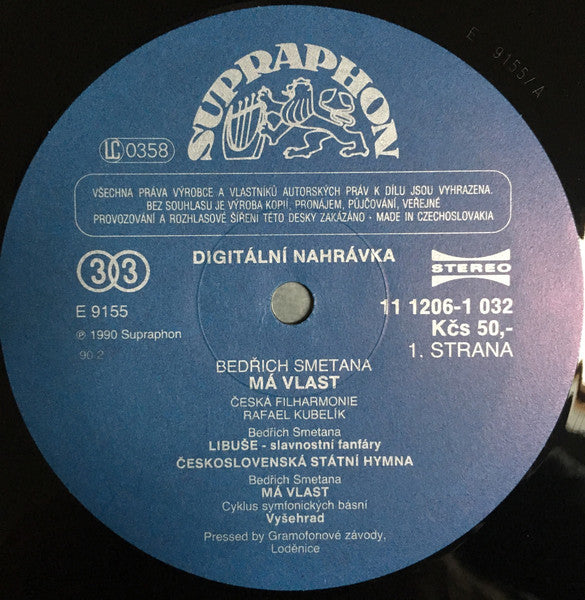 E 9155/A
SUPRAPHON
LC 0358
VŠECHNA PRÁVA VÝROBCE A VLASTNÍKŮ AUTORSKÝCH PRÁV K DÍLU JSOU VYHRAZENA.
BEZ SOUHLASU JE VÝROBA KOPIÍ, PRONÁJEM, PŮJČOVÁNÍ, VEŘEJNÉ
PROVOZOVÁNÍ A ROZHLASOVÉ ŠÍŘENÍ TÉTO DESKY ZAKÁZÁNO · MADE IN CZECHOSLOVAKIA
DIGITÁLNÍ NAHRÁVKA
33
STEREO
E 9155
11 1206-1 032
Kčs 50,-
℗ 1990 Supraphon
90 2
1. STRANA
BEDŘICH SMETANA
MÁ VLAST
ČESKÁ FILHARMONIE
RAFAEL KUBELÍK
Bedřich Smetana
LIBUŠE - slavnostní fanfáry
ČESKOSLOVENSKÁ STÁTNÍ HYMNA
Bedřich Smetana
MÁ VLAST
Cyklus symfonických básní
Vyšehrad
Pressed by Gramofonové závody,
Loděnice